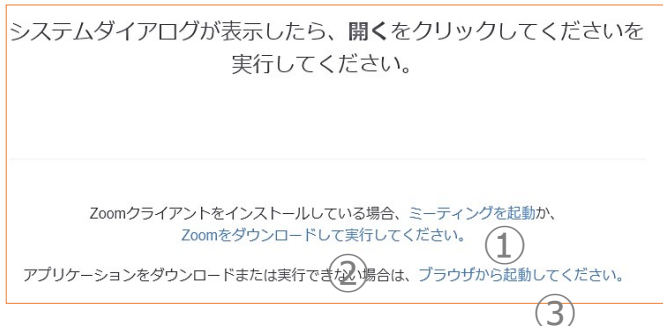 システムダイアログが表示したら、開くをクリックしてくださいを
実行してください。
Zoomクライアントをインストールしている場合、ミーティングを起動か、
Zoomをダウンロードして実行してください。
①
アプリケーションをダウンロードまたは実行できない場合は、ブラウザから起動してください。
②
③